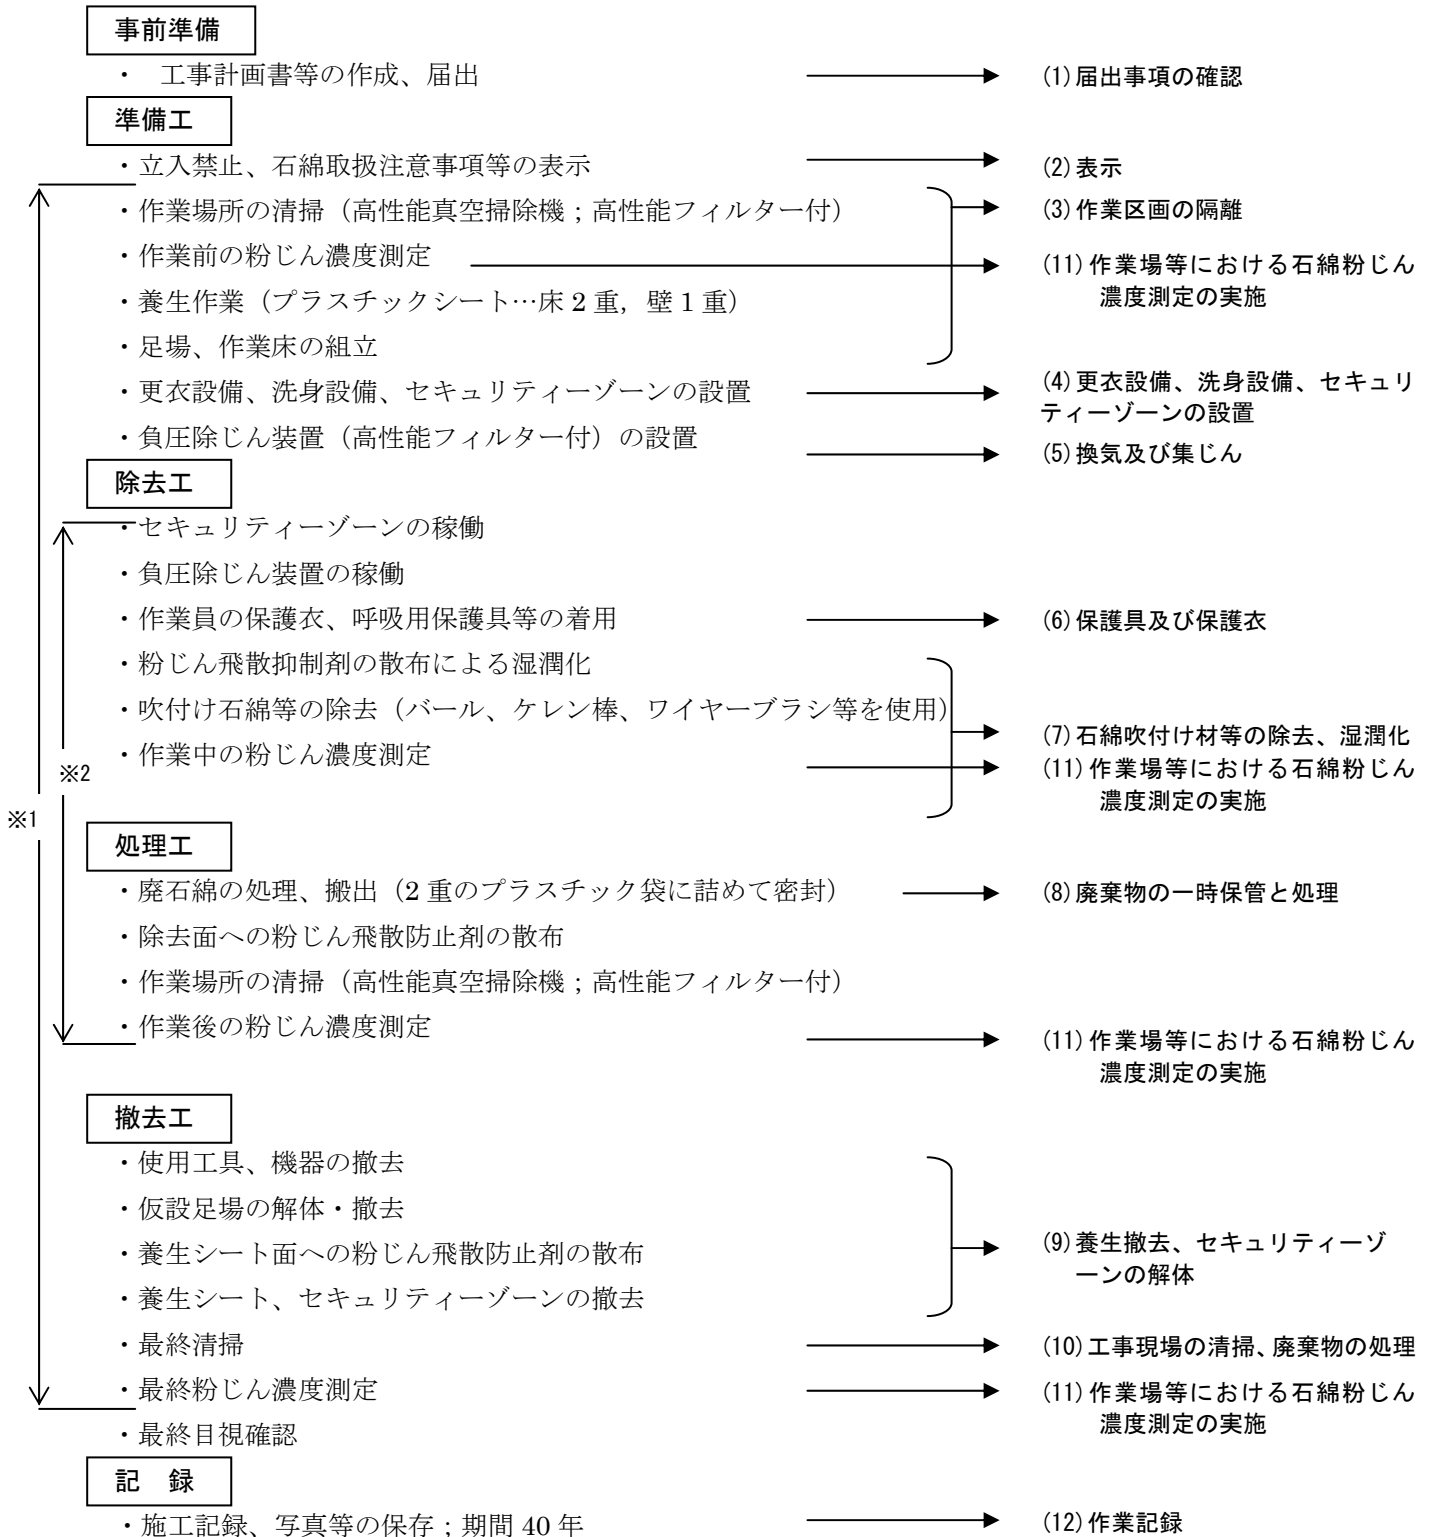 事前準備
・　工事計画書等の作成、届出
(1)届出事項の確認
準備工
・立入禁止、石綿取扱注意事項等の表示
(2)表示
・作業場所の清掃（高性能真空掃除機；高性能フィルター付）
(3)作業区画の隔離
・作業前の粉じん濃度測定
(11)作業場等における石綿粉じん
濃度測定の実施
・養生作業（プラスチックシート…床 2 重，壁 1 重）
・足場、作業床の組立
・更衣設備、洗身設備、セキュリティーゾーンの設置
(4)更衣設備、洗身設備、セキュリ
ティーゾーンの設置
・負圧除じん装置（高性能フィルター付）の設置
(5)換気及び集じん
除去工
・セキュリティーゾーンの稼働
・負圧除じん装置の稼働
・作業員の保護衣、呼吸用保護具等の着用
(6)保護具及び保護衣
・粉じん飛散抑制剤の散布による湿潤化
・吹付け石綿等の除去（バール、ケレン棒、ワイヤーブラシ等を使用）
(7)石綿吹付け材等の除去、湿潤化
・作業中の粉じん濃度測定
(11)作業場等における石綿粉じん
濃度測定の実施
※2
※1
処理工
・廃石綿の処理、搬出（2 重のプラスチック袋に詰めて密封）
(8)廃棄物の一時保管と処理
・除去面への粉じん飛散防止剤の散布
・作業場所の清掃（高性能真空掃除機；高性能フィルター付）
・作業後の粉じん濃度測定
(11)作業場等における石綿粉じん
濃度測定の実施
撤去工
・使用工具、機器の撤去
・仮設足場の解体・撤去
・養生シート面への粉じん飛散防止剤の散布
(9)養生撤去、セキュリティーゾ
ーンの解体
・養生シート、セキュリティーゾーンの撤去
・最終清掃
(10)工事現場の清掃、廃棄物の処理
・最終粉じん濃度測定
(11)作業場等における石綿粉じん
濃度測定の実施
・最終目視確認
記　録
・施工記録、写真等の保存；期間 40 年
(12)作業記録